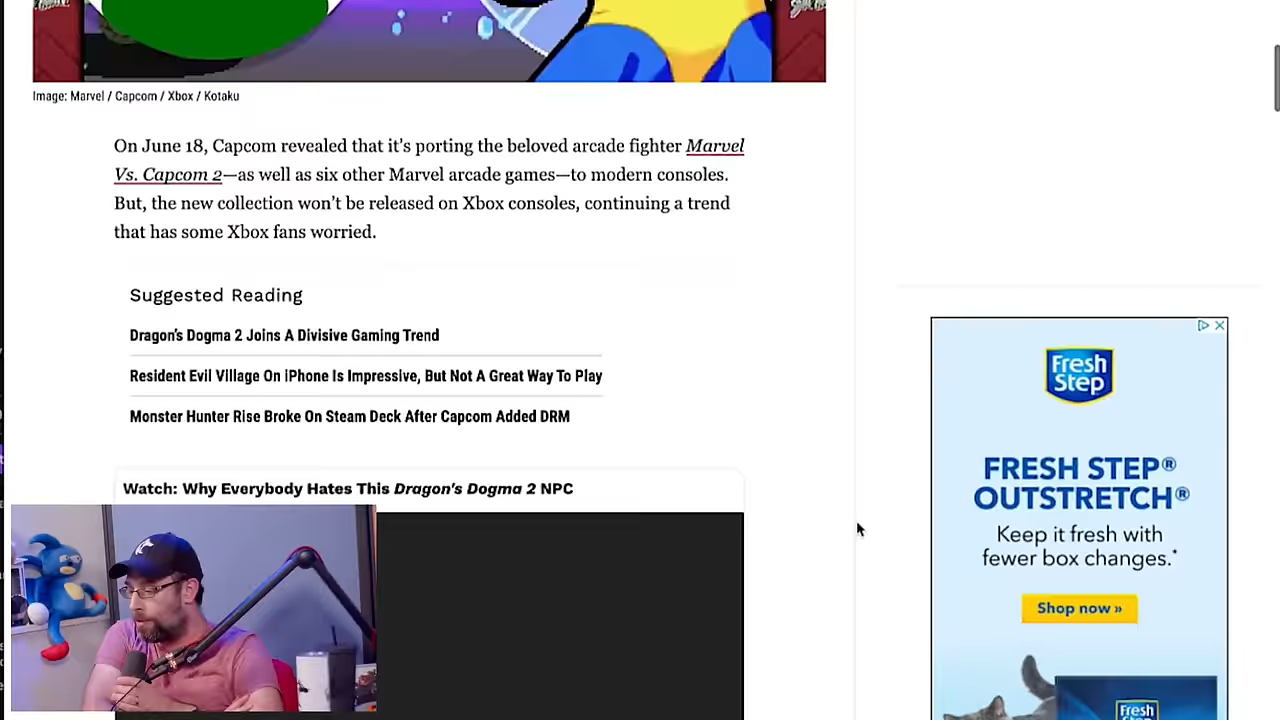 Image: Marvel / Capcom / Xbox / Kotaku
On June 18, Capcom revealed that it’s porting the beloved arcade fighter Marvel
Vs. Capcom 2—as well as six other Marvel arcade games—to modern consoles.
But, the new collection won’t be released on Xbox consoles, continuing a trend
that has some Xbox fans worried.
Suggested Reading
Dragon’s Dogma 2 Joins A Divisive Gaming Trend
Resident Evil Village On iPhone Is Impressive, But Not A Great Way To Play
Monster Hunter Rise Broke On Steam Deck After Capcom Added DRM
Watch: Why Everybody Hates This Dragon’s Dogma 2 NPC
Fresh
Step
FRESH STEP®
OUTSTRETCH®
Keep it fresh with
fewer box changes.*
Shop now »
Fresh
Step